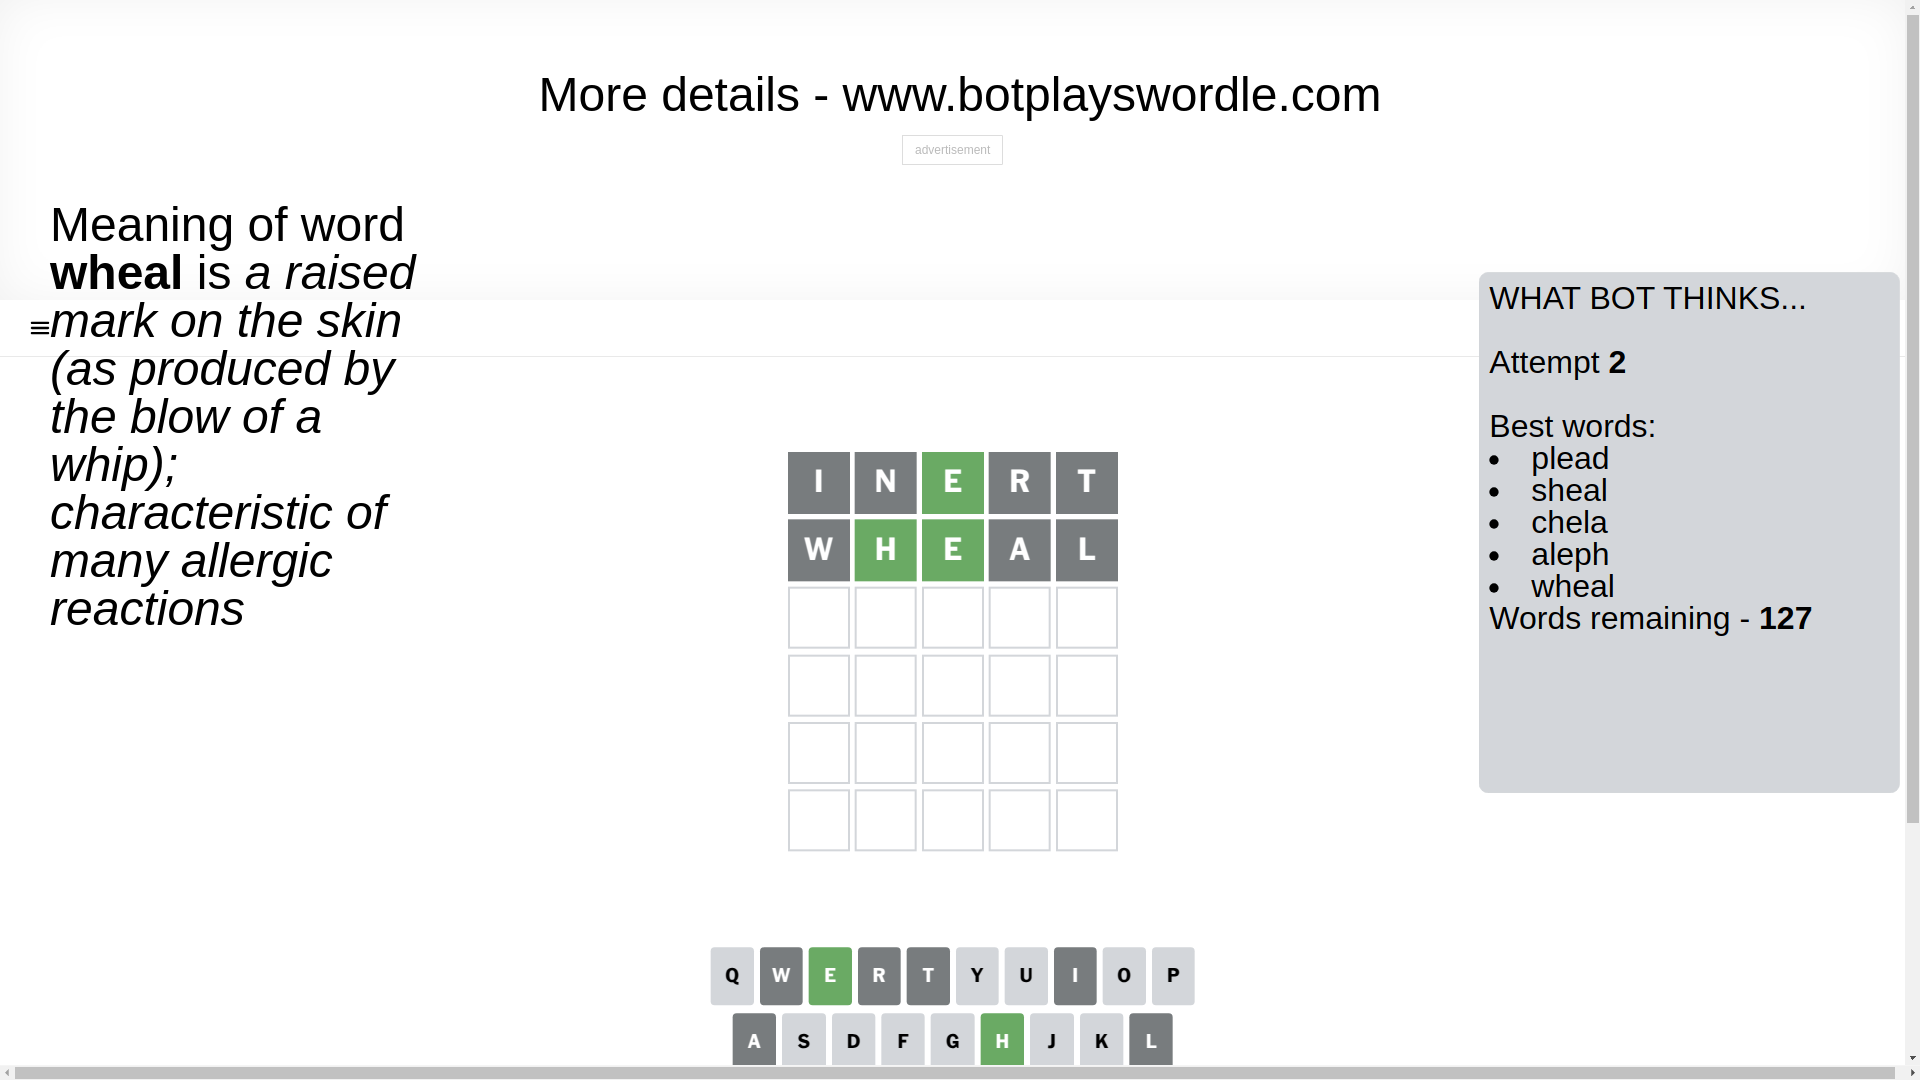 More details - www.botplayswordle.com
advertisement
Meaning of word
wheal is a raised
mark on the skin
(as produced by
the blow of a
whip);
characteristic of
many allergic
reactions
WHAT BOT THINKS...
Attempt 2
Best words:
• plead
• sheal
• chela
• aleph
• wheal
Words remaining - 127
I N E R T
W H E A L
Q W E R T Y U I O P
A S D F G H J K L